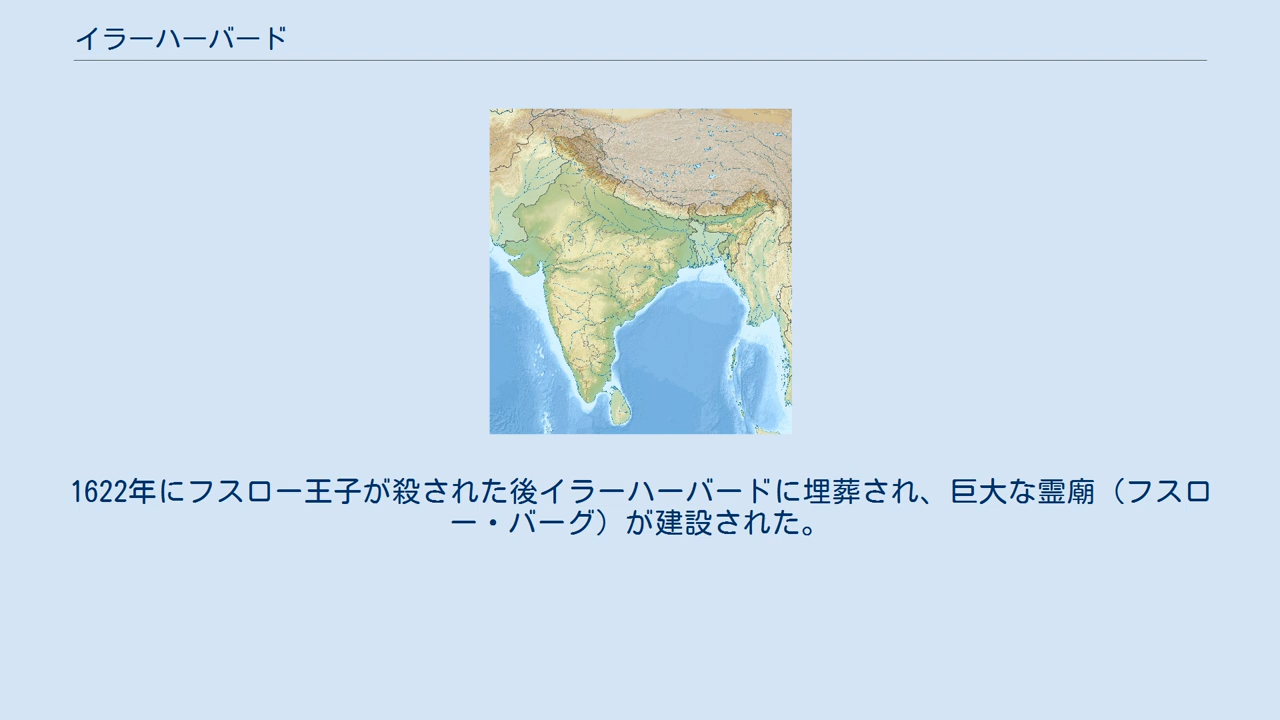 イラーハーバード
1622年にフスロー王子が殺された後イラーハーバードに埋葬され、巨大な霊廟（フスロ
ー・バーグ）が建設された。